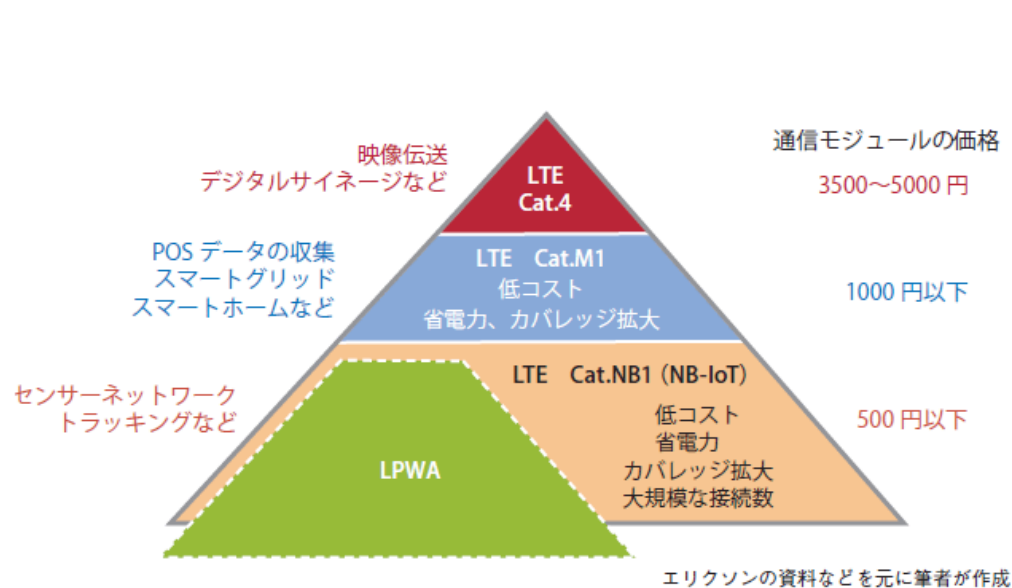 映像伝送
デジタルサイネージなど
LTE
Cat.4
通信モジュールの価格
3500〜5000 円
POS データの収集
スマートグリッド
スマートホームなど
LTE　Cat.M1
低コスト
省電力、カバレッジ拡大
1000 円以下
センサーネットワーク
トラッキングなど
LTE　Cat.NB1（NB-IoT）
低コスト
省電力
カバレッジ拡大
大規模な接続数
500 円以下
LPWA
エリクソンの資料などを元に筆者が作成